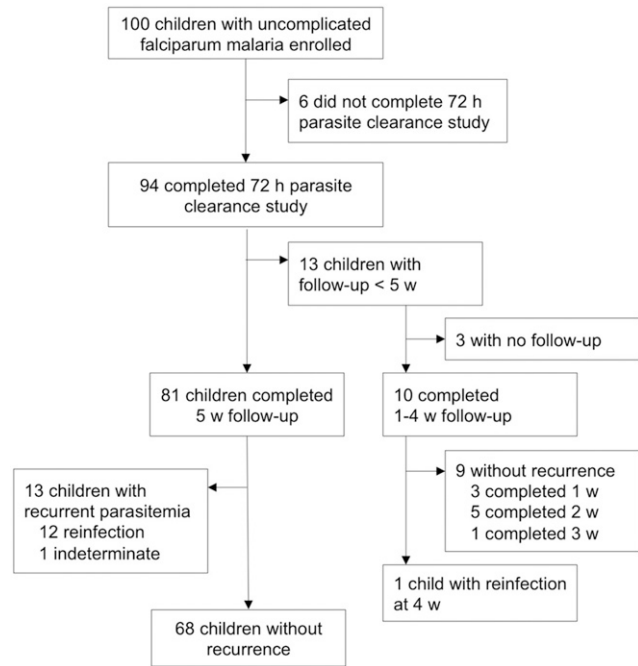 100 children with uncomplicated
falciparum malaria enrolled
6 did not complete 72 h
parasite clearance study
94 completed 72 h parasite
clearance study
13 children with
follow-up < 5 w
3 with no follow-up
81 children completed
5 w follow-up
10 completed
1-4 w follow-up
13 children with
recurrent parasitemia
12 reinfection
1 indeterminate
9 without recurrence
3 completed 1 w
5 completed 2 w
1 completed 3 w
1 child with reinfection
at 4 w
68 children without
recurrence